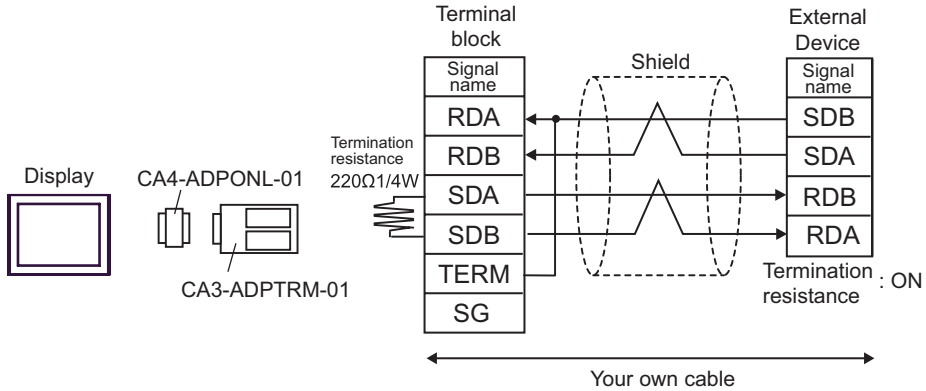 Display
CA4-ADPONL-01
CA3-ADPTRM-01
Termination
resistance
220Ω1/4W
Terminal
block
Signal
name
RDA
RDB
SDA
SDB
TERM
SG
Shield
External
Device
Signal
name
SDB
SDA
RDB
RDA
Termination
resistance : ON
Your own cable